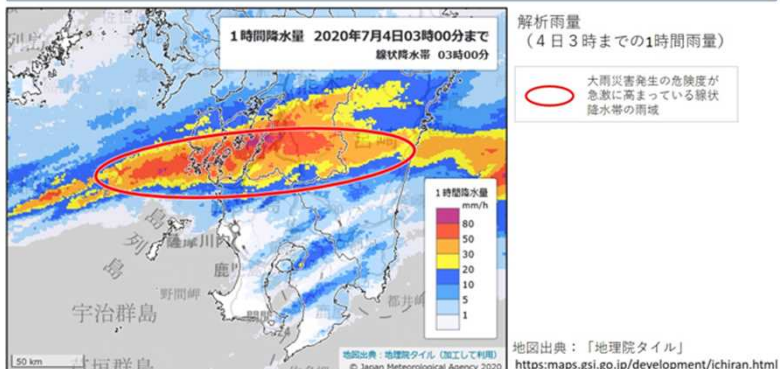 1時間降水量 2020年7月4日03時00分まで
線状降水帯 03時00分
解析雨量
(4日3時までの1時間雨量)
大雨災害発生の危険度が
急激に高まっている線状
降水帯の雨域
宮崎
1時間降水量
mm/h
80
50
30
20
10
5
1
島
列
島
薩摩川内
鹿
野間岬
宇治群島
都井岬
50 km
地図出典:地理院タイル(加工して利用)
© Japan Meteorological Agency 2020
地図出典:「地理院タイル」
https:maps.gsi.go.jp/development/ichiran.html